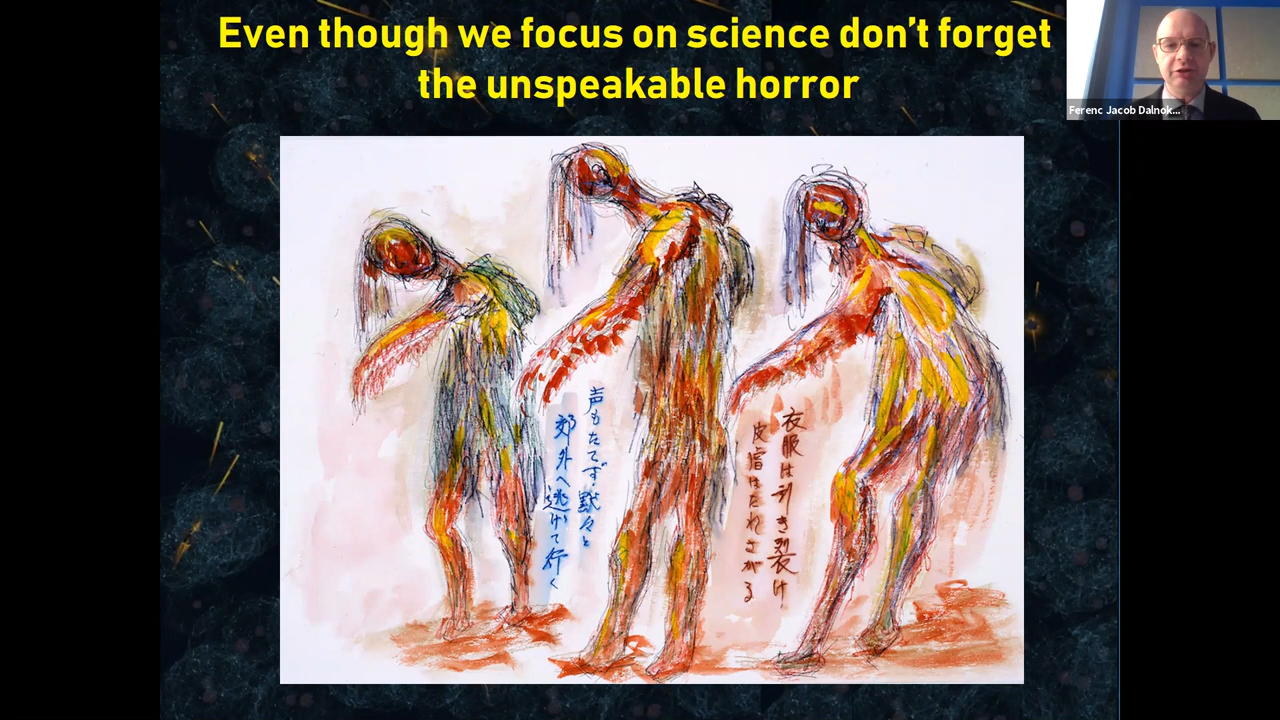 Even though we focus on science don't forget
the unspeakable horror
Ferenc Jacob Dalnok...
衣服は引き裂け
皮膚はたれさがる
声もたてず黙々と
郊外へ逃げて行く